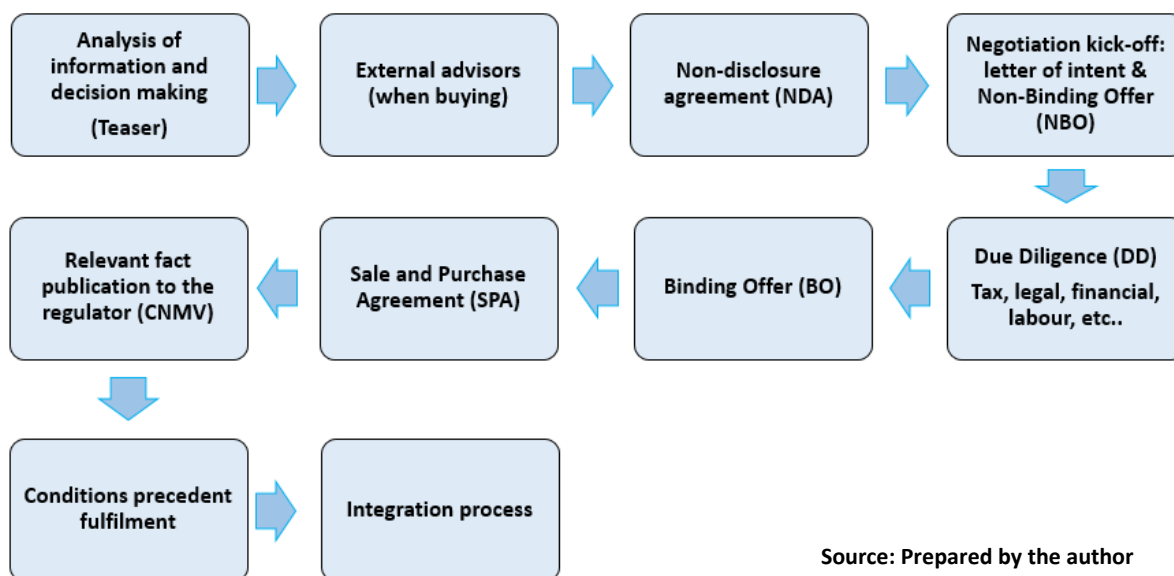 Analysis of
information and
decision making
(Teaser)
External advisors
(when buying)
Non-disclosure
agreement (NDA)
Negotiation kick-off:
letter of intent &
Non-Binding Offer
(NBO)
Due Diligence (DD)
Tax, legal, financial,
labour, etc..
Binding Offer (BO)
Sale and Purchase
Agreement (SPA)
Relevant fact
publication to the
regulator (CNMV)
Conditions precedent
fulfilment
Integration process
Source: Prepared by the author